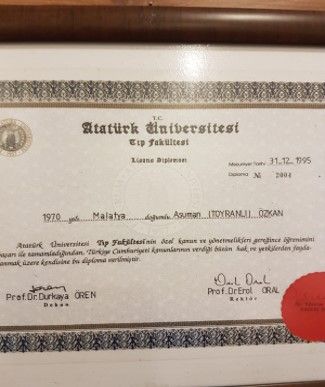 T.C.
Atatürk Üniversitesi
Tıp Fakültesi
Lisans Diploması
Mezuniyet Tarihi 31.12.1995
Diploma № 2004
1970 yılı Malatya doğumlu Asuman (TOYRANLI) ÖZKAN
Atatürk Üniversitesi Tıp Fakültesi'nin özel kanun ve yönetmelikleri gereğince öğrenimini
başarı ile tamamladığından, Türkiye Cumhuriyeti kanunlarının verdiği bütün hak ve yetkilerden fayda-
lanmak üzere kendisine bu diploma verilmiştir.
Prof.Dr.Durkaya ÖREN
Dekan
Prof.Dr.Erol ORAL
Rektör